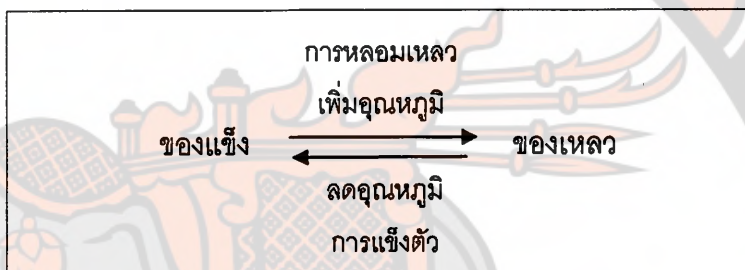 การหลอมเหลว
เพิ่มอุณหภูมิ
ของแข็ง ของเหลว
ลดอุณหภูมิ
การแข็งตัว